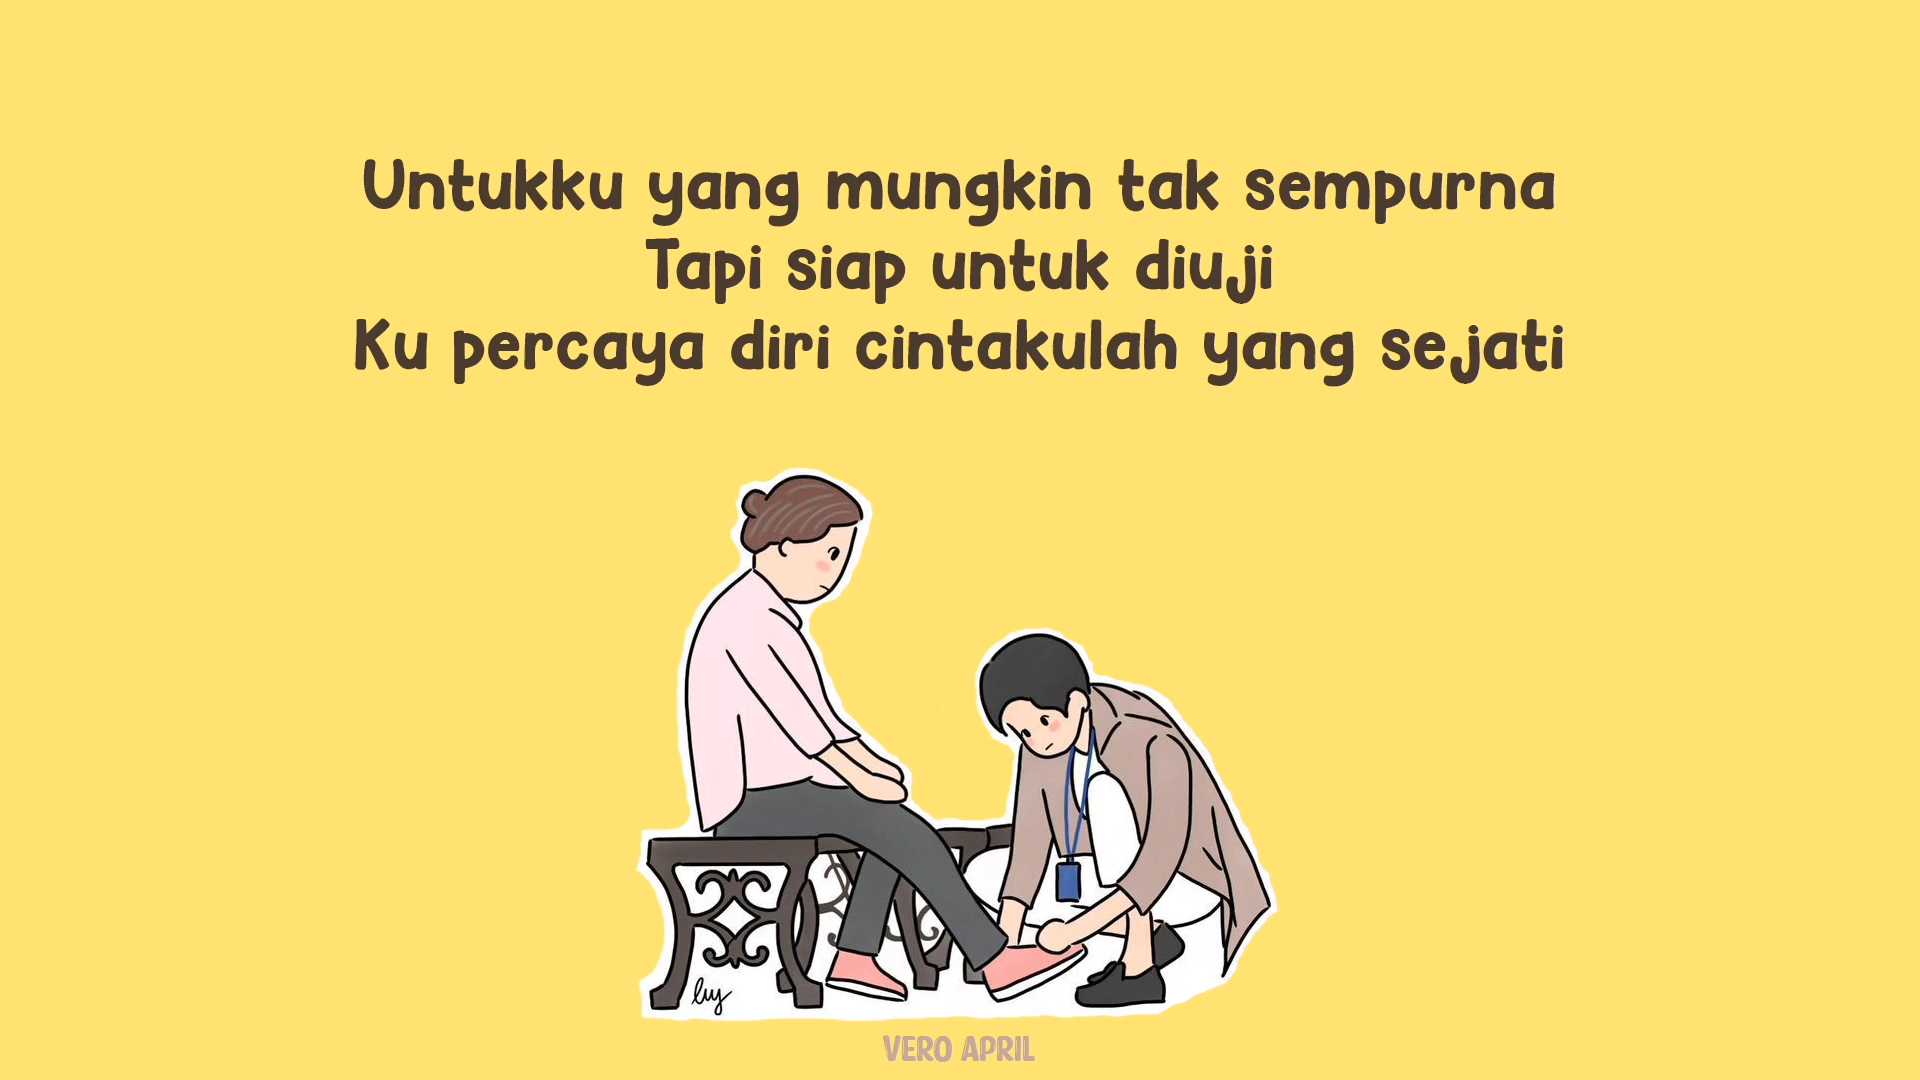 Untukku yang mungkin tak sempurna
Tapi siap untuk diuji
Ku percaya diri cintakulah yang sejati
VERO APRIL